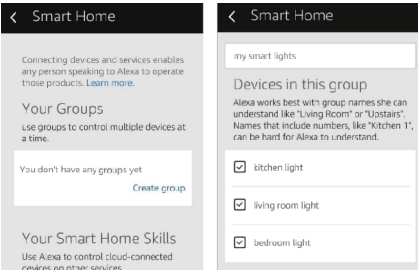 Smart Home
Connecting devices and services enables
any person speaking to Alexa to operate
those products. Learn more.
Your Groups
use groups to control multiple devices at
a time.
You don't have any groups yet
Create group
Your Smart Home Skills
Use Alexa to control cloud-connected
devices on other services
Smart Home
my smart lights
Devices in this group
Alexa works best with group names she can
understand like "Living Room" or "Upstairs".
Names that include numbers, like "Kitchen 1",
can be hard for Alexa to understand.
kitchen light
living room light
bedroom light